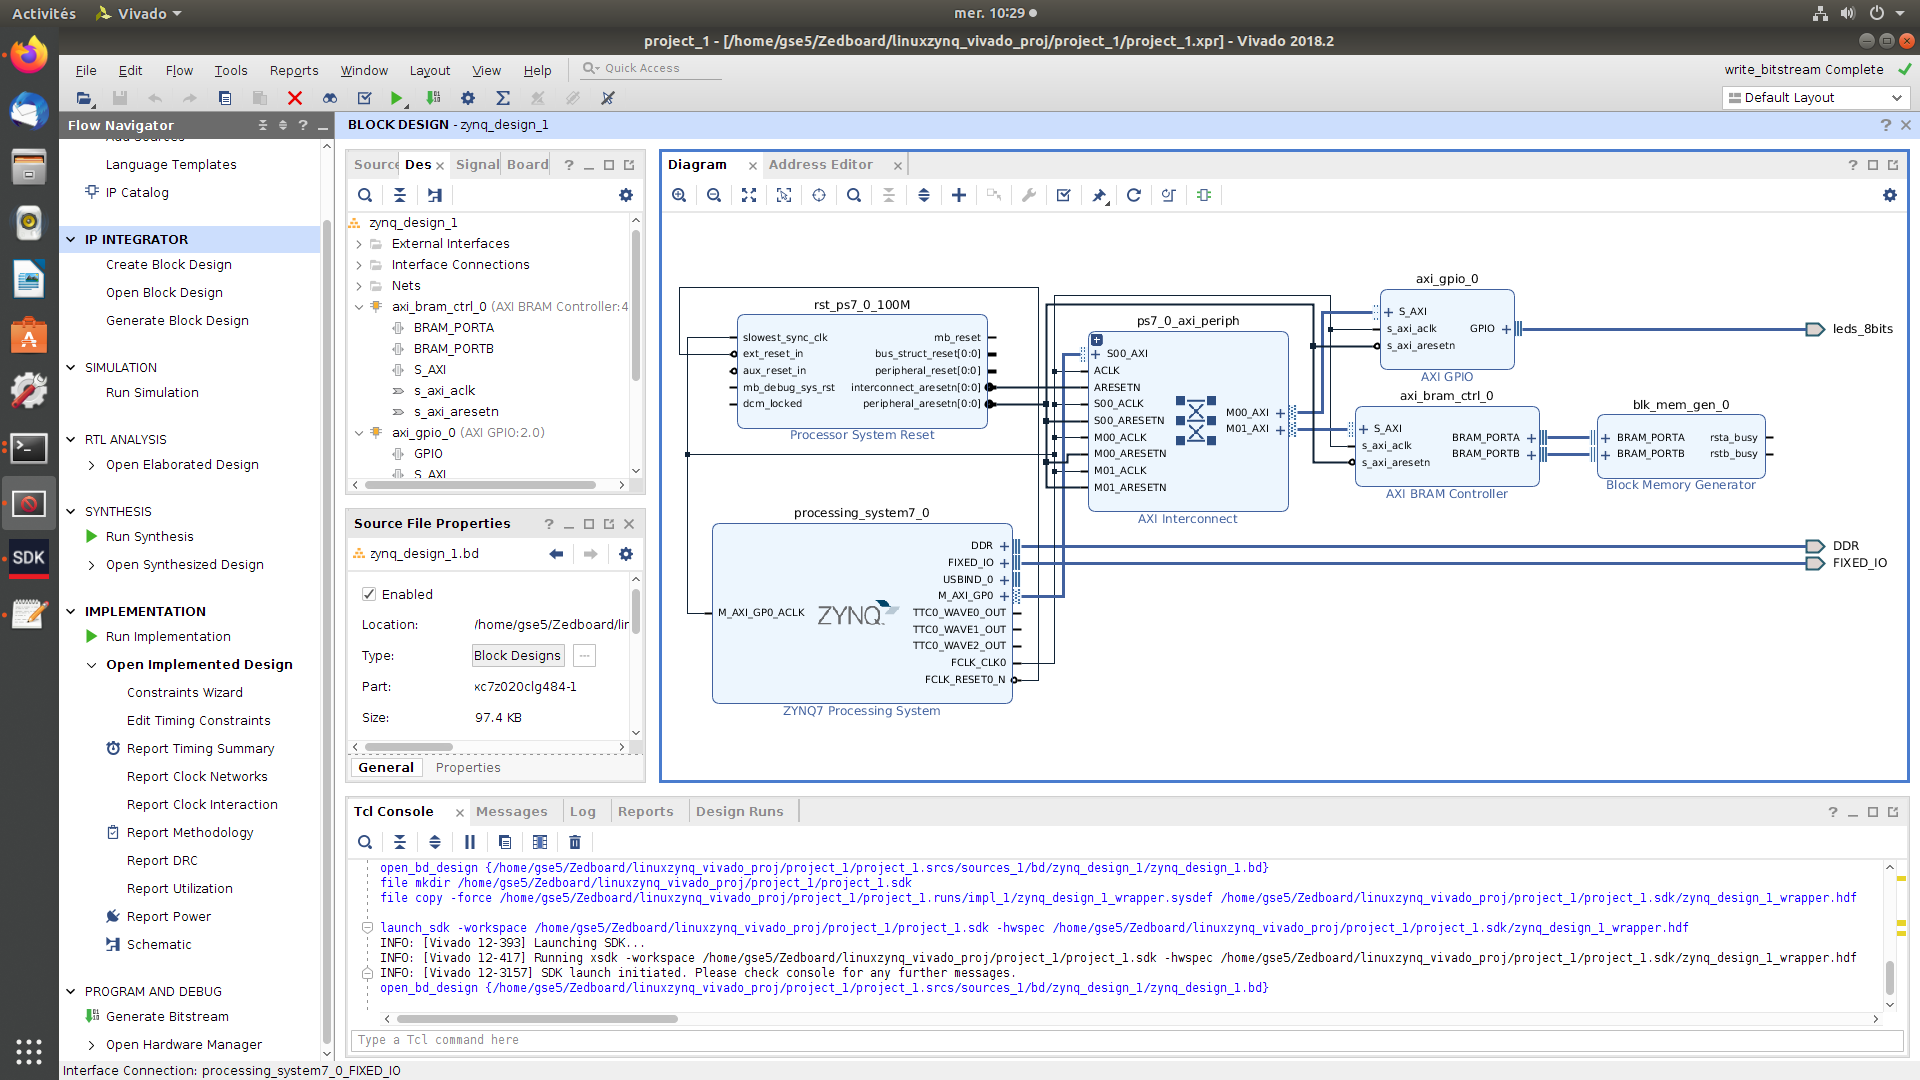 Activités
Vivado
mer. 10:29
project_1 - [/home/gse5/Zedboard/linuxzynq_vivado_proj/project_1/project_1.xpr] - Vivado 2018.2
File Edit Flow Tools Reports Window Layout View Help
Quick Access
write_bitstream Complete
Default Layout
Flow Navigator
Language Templates
IP Catalog
IP INTEGRATOR
Create Block Design
Open Block Design
Generate Block Design
SIMULATION
Run Simulation
RTL ANALYSIS
Open Elaborated Design
SYNTHESIS
Run Synthesis
Open Synthesized Design
IMPLEMENTATION
Run Implementation
Open Implemented Design
Constraints Wizard
Edit Timing Constraints
Report Timing Summary
Report Clock Networks
Report Clock Interaction
Report Methodology
Report DRC
Report Utilization
Report Power
Schematic
PROGRAM AND DEBUG
Generate Bitstream
Open Hardware Manager
SDK
BLOCK DESIGN - zynq_design_1
Source Des Signal Board
zynq_design_1
External Interfaces
Interface Connections
Nets
axi_bram_ctrl_0 (AXI BRAM Controller:4
BRAM_PORTA
BRAM_PORTB
S_AXI
s_axi_aclk
s_axi_aresetn
axi_gpio_0 (AXI GPIO:2.0)
GPIO
S_AXI
Source File Properties
zynq_design_1.bd
Enabled
Location: /home/gse5/Zedboard/lin
Type: Block Designs ...
Part: xc7z020clg484-1
Size: 97.4 KB
General Properties
Diagram Address Editor
rst_ps7_0_100M
slowest_sync_clk
ext_reset_in
aux_reset_in
mb_debug_sys_rst
dcm_locked
mb_reset
bus_struct_reset[0:0]
peripheral_reset[0:0]
interconnect_aresetn[0:0]
peripheral_aresetn[0:0]
Processor System Reset
ps7_0_axi_periph
S00_AXI
ACLK
ARESETN
S00_ACLK
S00_ARESETN
M00_ACLK
M00_ARESETN
M01_ACLK
M01_ARESETN
M00_AXI
M01_AXI
AXI Interconnect
axi_gpio_0
S_AXI
s_axi_aclk
s_axi_aresetn
GPIO
AXI GPIO
leds_8bits
axi_bram_ctrl_0
S_AXI
s_axi_aclk
s_axi_aresetn
BRAM_PORTA
BRAM_PORTB
AXI BRAM Controller
blk_mem_gen_0
BRAM_PORTA
BRAM_PORTB
rsta_busy
rstb_busy
Block Memory Generator
processing_system7_0
M_AXI_GP0_ACLK
ZYNQ
DDR
FIXED_IO
USBIND_0
M_AXI_GP0
TTC0_WAVE0_OUT
TTC0_WAVE1_OUT
TTC0_WAVE2_OUT
FCLK_CLK0
FCLK_RESET0_N
ZYNQ7 Processing System
DDR
FIXED_IO
Tcl Console Messages Log Reports Design Runs
open_bd_design {/home/gse5/Zedboard/linuxzynq_vivado_proj/project_1/project_1.srcs/sources_1/bd/zynq_design_1/zynq_design_1.bd}
file mkdir /home/gse5/Zedboard/linuxzynq_vivado_proj/project_1/project_1.sdk
file copy -force /home/gse5/Zedboard/linuxzynq_vivado_proj/project_1/project_1.runs/impl_1/zynq_design_1_wrapper.sysdef /home/gse5/Zedboard/linuxzynq_vivado_proj/project_1/project_1.sdk/zynq_design_1_wrapper.hdf
launch_sdk -workspace /home/gse5/Zedboard/linuxzynq_vivado_proj/project_1/project_1.sdk -hwspec /home/gse5/Zedboard/linuxzynq_vivado_proj/project_1/project_1.sdk/zynq_design_1_wrapper.hdf
INFO: [Vivado 12-393] Launching SDK...
INFO: [Vivado 12-417] Running xsdk -workspace /home/gse5/Zedboard/linuxzynq_vivado_proj/project_1/project_1.sdk -hwspec /home/gse5/Zedboard/linuxzynq_vivado_proj/project_1/project_1.sdk/zynq_design_1_wrapper.hdf
INFO: [Vivado 12-3157] SDK launch initiated. Please check console for any further messages.
open_bd_design {/home/gse5/Zedboard/linuxzynq_vivado_proj/project_1/project_1.srcs/sources_1/bd/zynq_design_1/zynq_design_1.bd}
Type a Tcl command here
Interface Connection: processing_system7_0_FIXED_IO